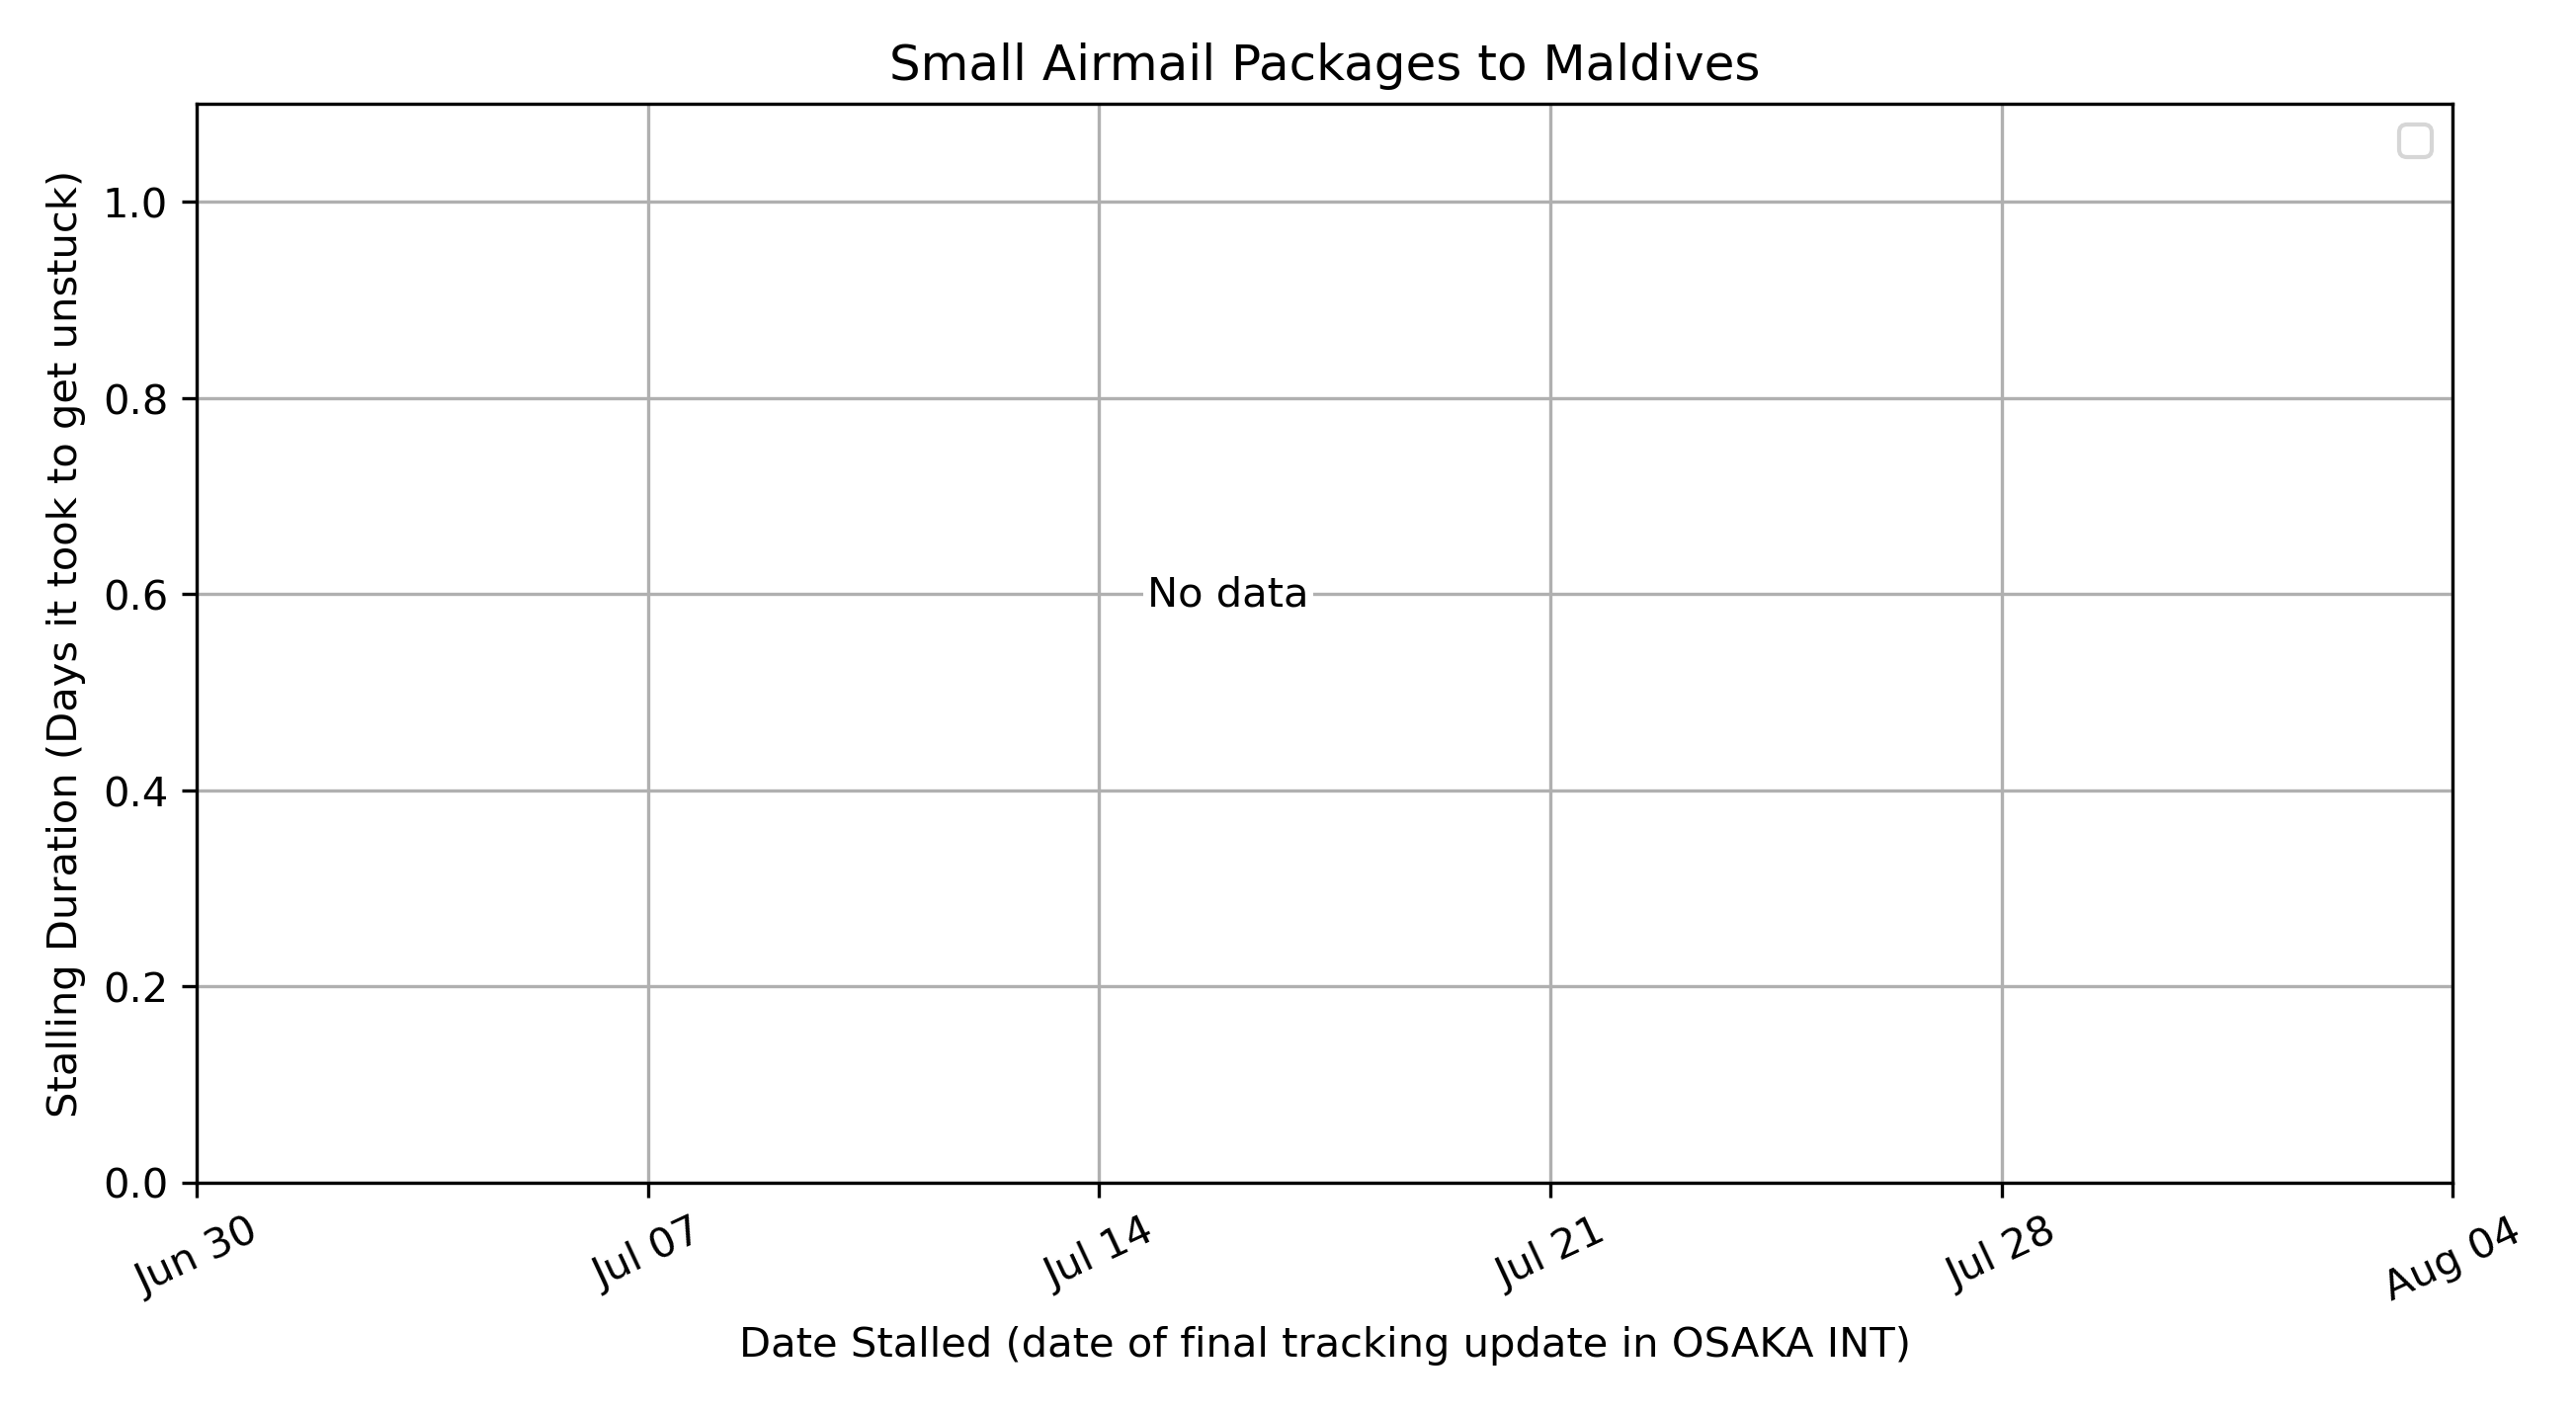 Small Airmail Packages to Maldives
Stalling Duration (Days it took to get unstuck)
1.0
0.8
0.6
0.4
0.2
0.0
No data
Jun 30
Jul 07
Jul 14
Jul 21
Jul 28
Aug 04
Date Stalled (date of final tracking update in OSAKA INT)